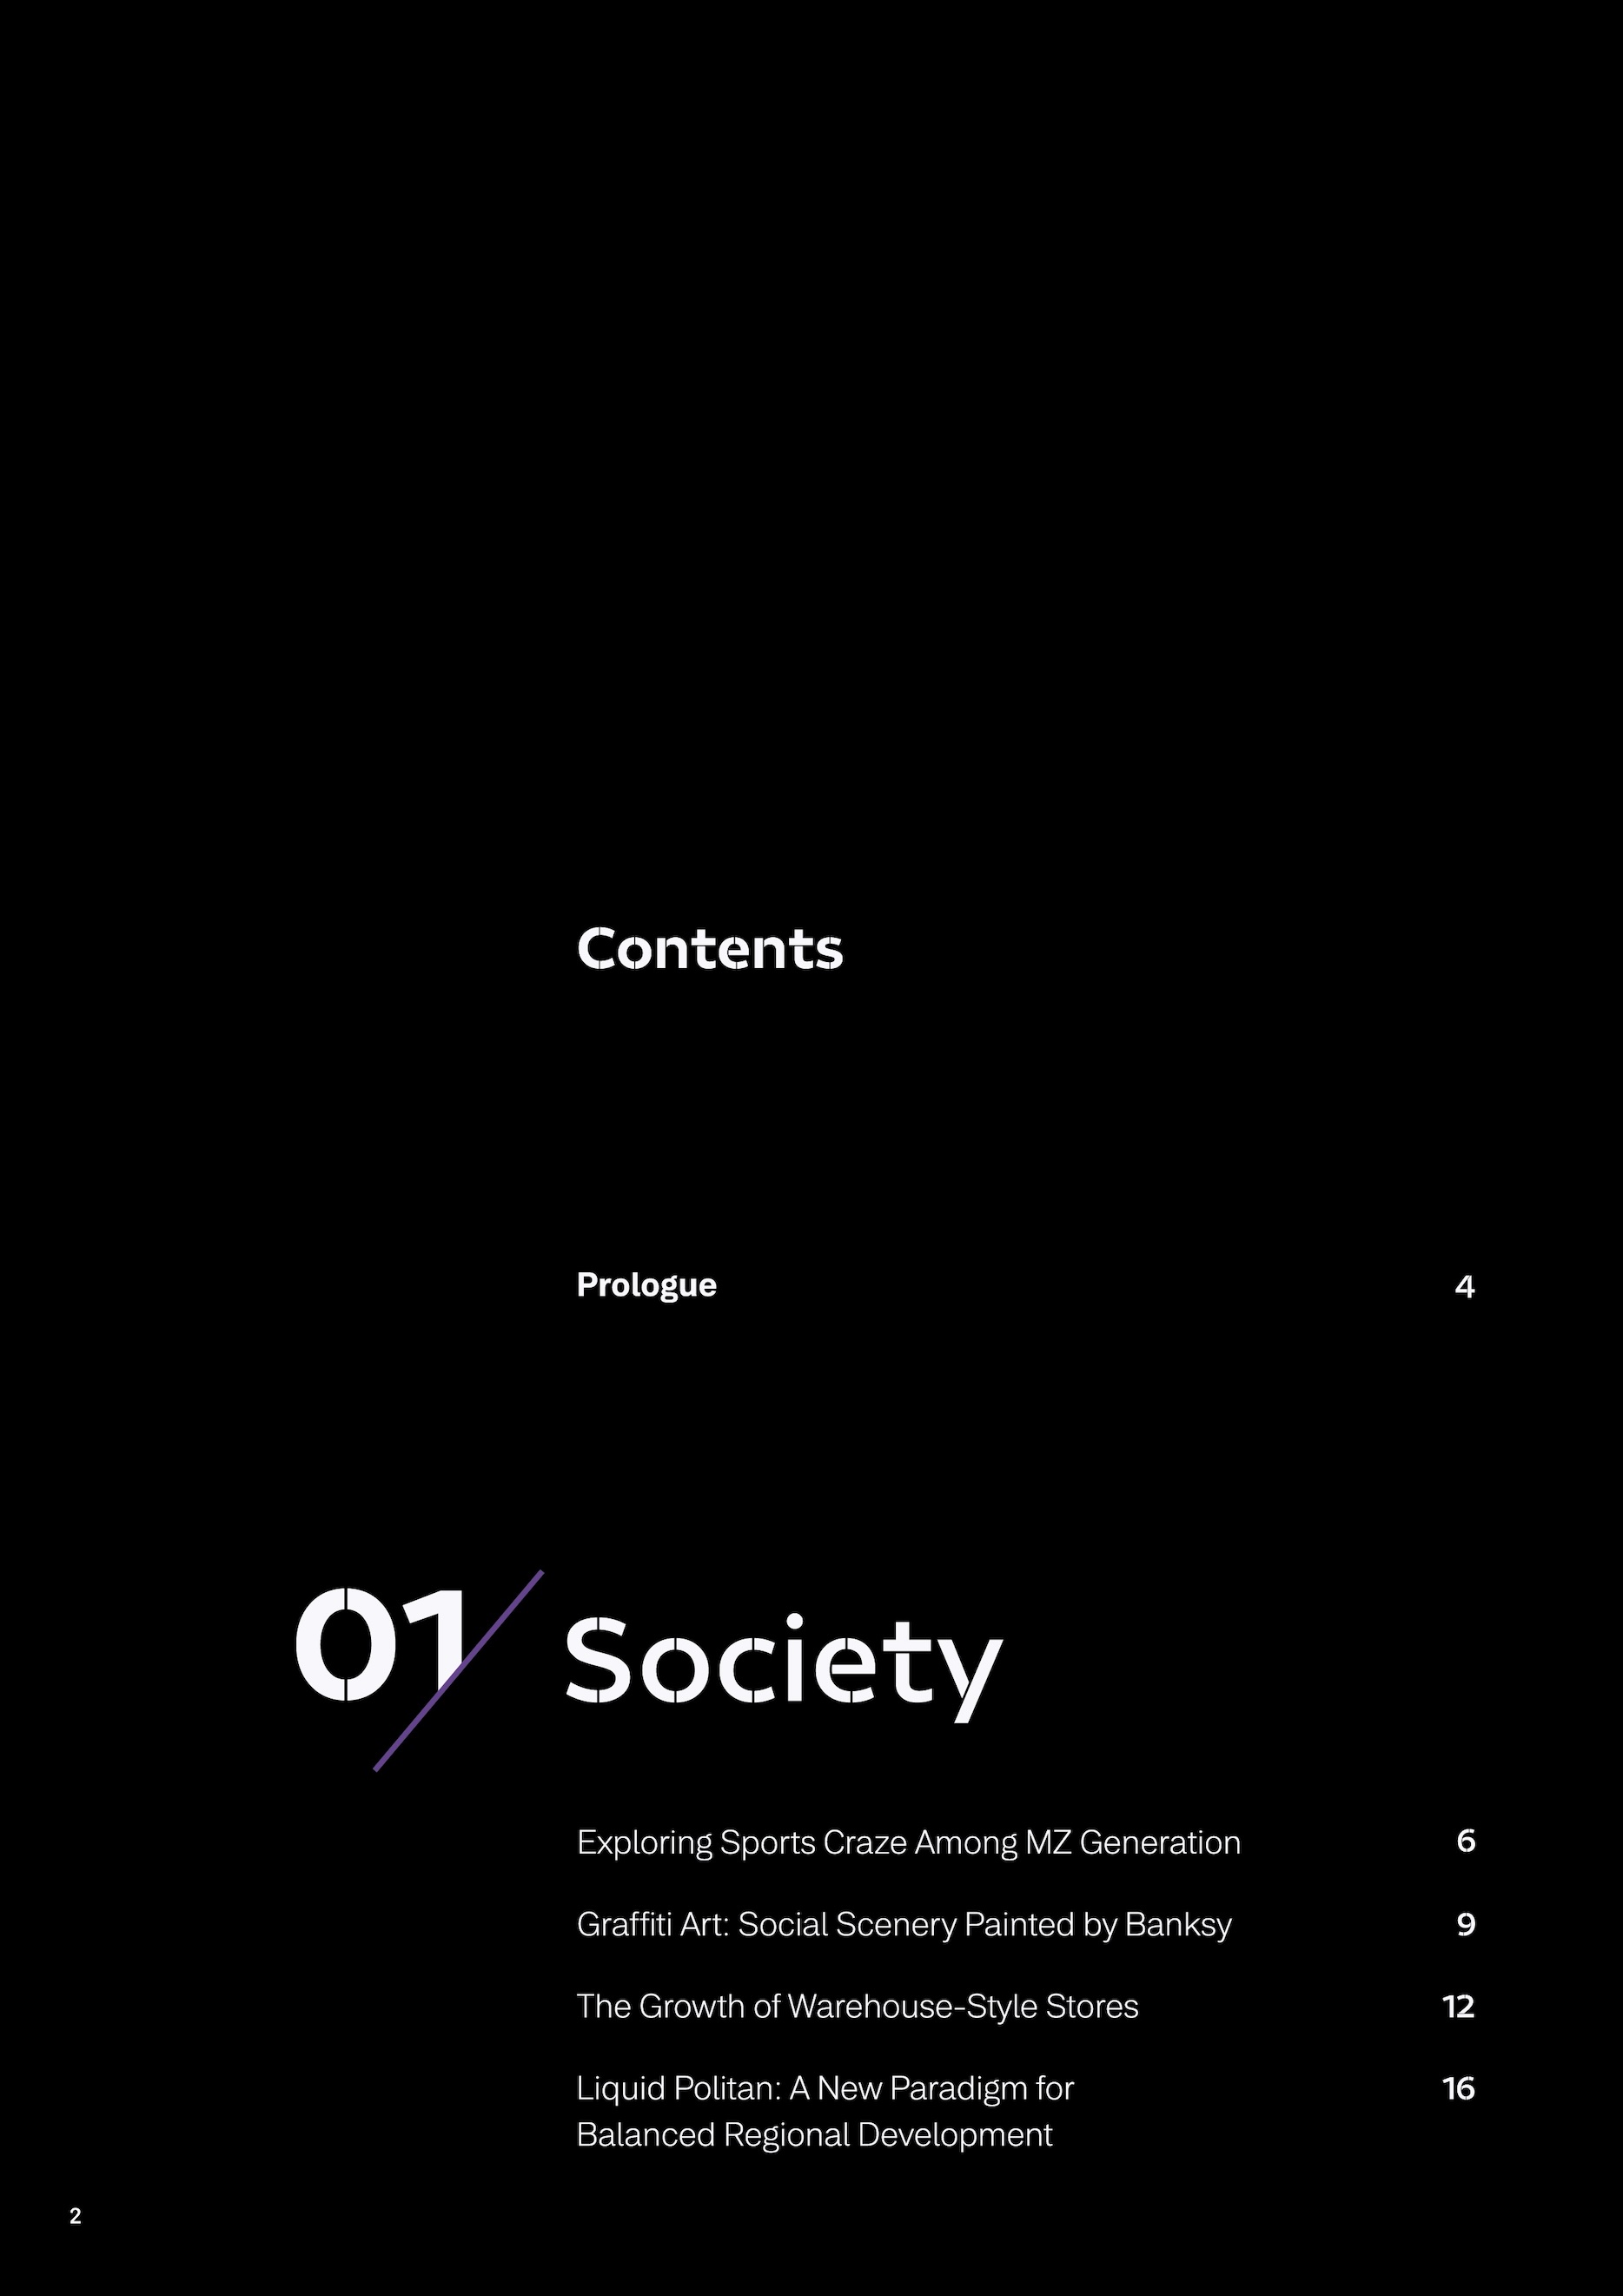 Contents
Prologue 4
01 Society
Exploring Sports Craze Among MZ Generation 6
Graffiti Art: Social Scenery Painted by Banksy 9
The Growth of Warehouse-Style Stores 12
Liquid Politan: A New Paradigm for 16
Balanced Regional Development
2